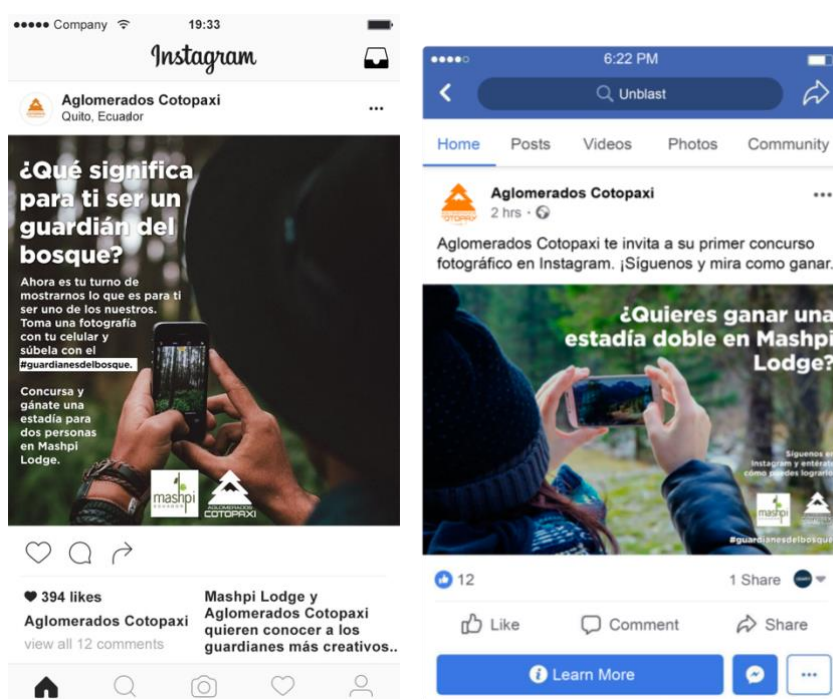 Company
19:33
Instagram
Aglomerados Cotopaxi
Quito, Ecuador
¿Qué significa
para ti ser un
guardián del
bosque?
Ahora es tu turno de
mostrarnos lo que es para ti
ser uno de los nuestros.
Toma una fotografía
con tu celular y
súbela con el
#guardianesdelbosque.
Concursa y
gánate una
estadía para
dos personas
en Mashpi
Lodge.
mashpi
ECUADOR
AGLOMERADOS
COTOPAXI
394 likes
Aglomerados Cotopaxi
view all 12 comments
Mashpi Lodge y
Aglomerados Cotopaxi
quieren conocer a los
guardianes más creativos..
6:22 PM
Unblast
Home Posts Videos Photos Community
Aglomerados Cotopaxi
2 hrs
Aglomerados Cotopaxi te invita a su primer concurso
fotográfico en Instagram. ¡Síguenos y mira como ganar.
¿Quieres ganar una
estadía doble en Mashpi
Lodge?
Síguenos en
Instagram y entérate
cómo puedes lograrlo
mashpi
#guardianesdelbosque
12
1 Share
Like Comment Share
Learn More